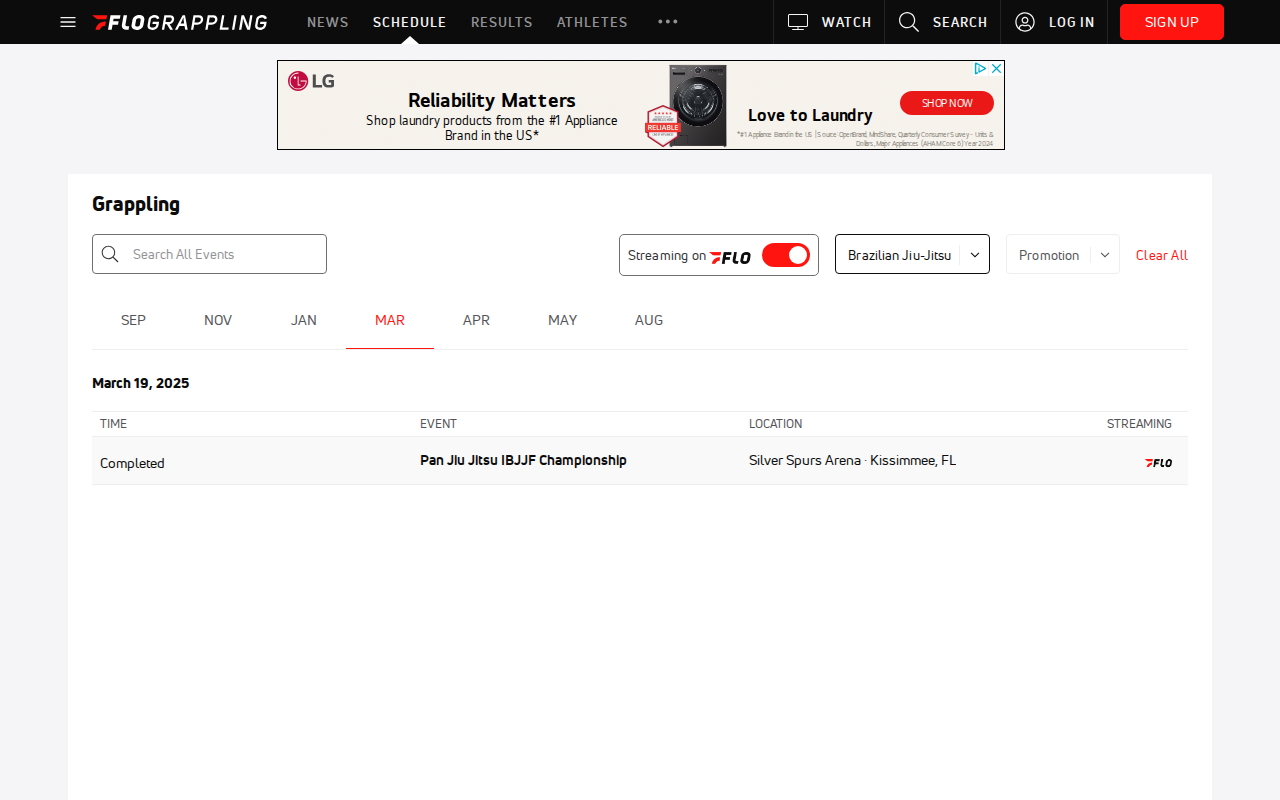 FLOGRAPPLING NEWS SCHEDULE RESULTS ATHLETES WATCH SEARCH LOG IN SIGN UP
LG
Reliability Matters
Shop laundry products from the #1 Appliance
Brand in the US*
RELIABLE
Love to Laundry
SHOP NOW
*#1 Appliance Brand in the US | Source: OpenBrand, MindShare, Quarterly Consumer Survey - Units &
Dollars, Major Appliances (AHAM Core 6) Year 2024
Grappling
Search All Events
Streaming on FLO
Brazilian Jiu-Jitsu
Promotion
Clear All
SEP NOV JAN MAR APR MAY AUG
March 19, 2025
TIME EVENT LOCATION STREAMING
Completed Pan Jiu Jitsu IBJJF Championship Silver Spurs Arena · Kissimmee, FL FLO